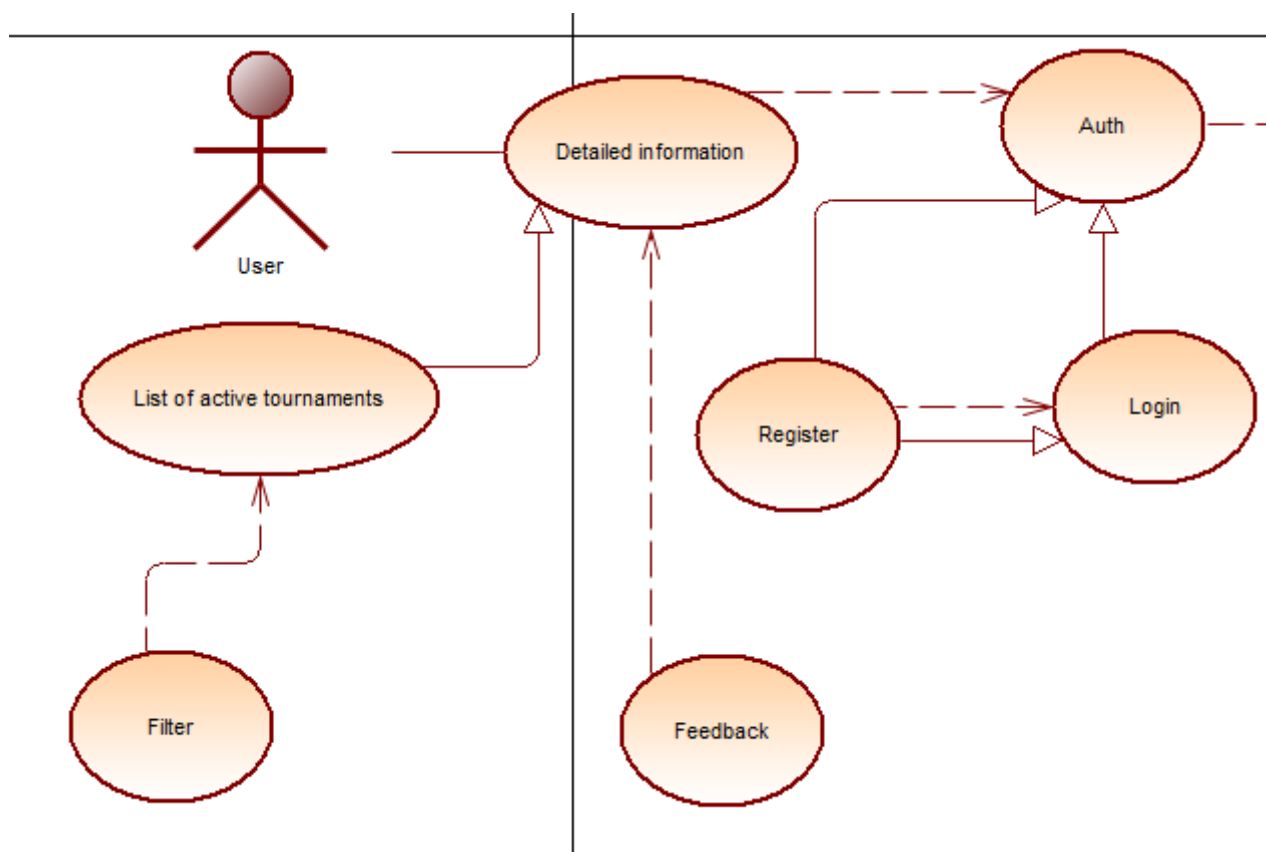 Detailed information
Auth
User
List of active tournaments
Register
Login
Filter
Feedback